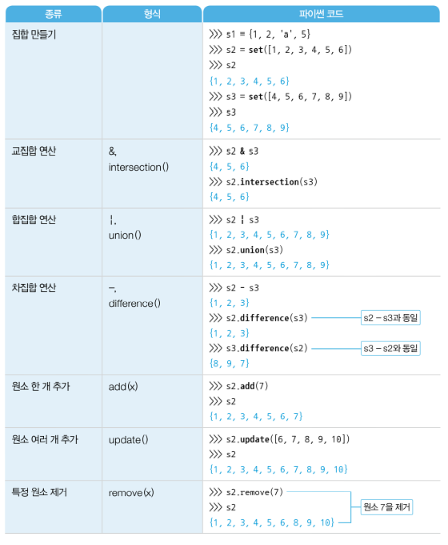 종류 형식 파이썬 코드
집합 만들기
>>> s1 = {1, 2, 'a', 5}
>>> s2 = set([1, 2, 3, 4, 5, 6])
>>> s2
{1, 2, 3, 4, 5, 6}
>>> s3 = set([4, 5, 6, 7, 8, 9])
>>> s3
{4, 5, 6, 7, 8, 9}
교집합 연산 &, >>> s2 & s3
intersection() {4, 5, 6}
>>> s2.intersection(s3)
{4, 5, 6}
합집합 연산 |, >>> s2 | s3
union() {1, 2, 3, 4, 5, 6, 7, 8, 9}
>>> s2.union(s3)
{1, 2, 3, 4, 5, 6, 7, 8, 9}
차집합 연산 -, >>> s2 - s3
difference() {1, 2, 3}
>>> s2.difference(s3) s2 - s3과 동일
{1, 2, 3}
>>> s3.difference(s2) s3 - s2와 동일
{8, 9, 7}
원소 한 개 추가 add(x) >>> s2.add(7)
>>> s2
{1, 2, 3, 4, 5, 6, 7}
원소 여러 개 추가 update() >>> s2.update([6, 7, 8, 9, 10])
>>> s2
{1, 2, 3, 4, 5, 6, 7, 8, 9, 10}
특정 원소 제거 remove(x) >>> s2.remove(7)
>>> s2 원소 7을 제거
{1, 2, 3, 4, 5, 6, 8, 9, 10}